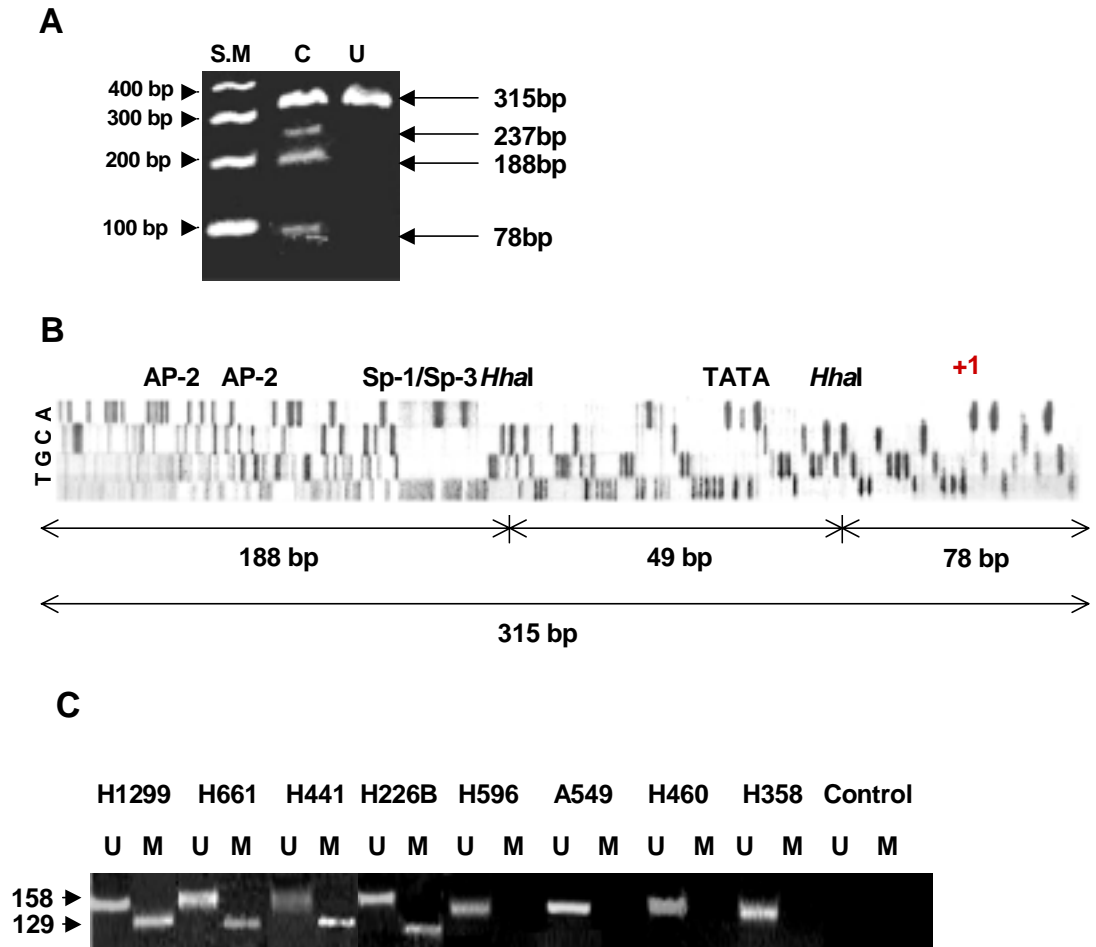 A
S.M C U
400 bp
300 bp
200 bp
100 bp
315bp
237bp
188bp
78bp
B
AP-2 AP-2 Sp-1/Sp-3 HhaI TATA HhaI +1
T G C A
188 bp 49 bp 78 bp
315 bp
C
H1299 H661 H441 H226B H596 A549 H460 H358 Control
U M U M U M U M U M U M U M U M U M
158
129